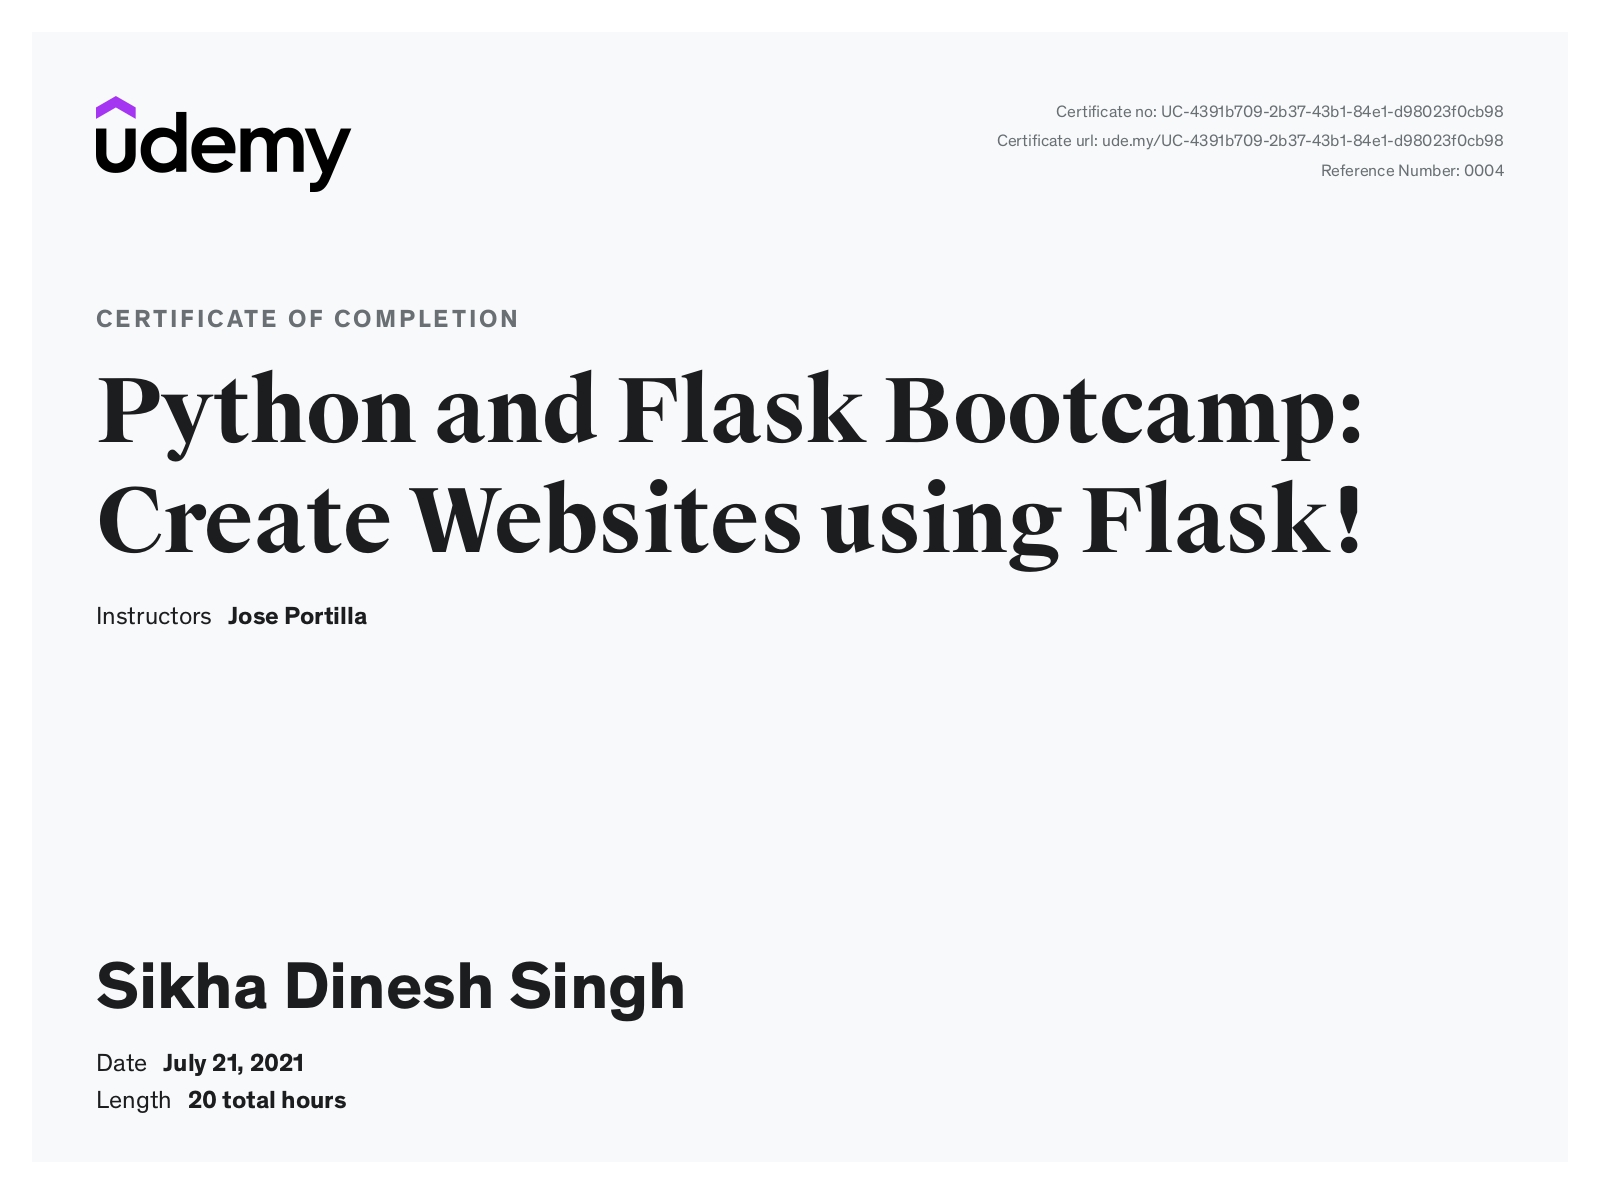 udemy
Certificate no: UC-4391b709-2b37-43b1-84e1-d98023f0cb98
Certificate url: ude.my/UC-4391b709-2b37-43b1-84e1-d98023f0cb98
Reference Number: 0004
CERTIFICATE OF COMPLETION
Python and Flask Bootcamp:
Create Websites using Flask!
Instructors Jose Portilla
Sikha Dinesh Singh
Date July 21, 2021
Length 20 total hours